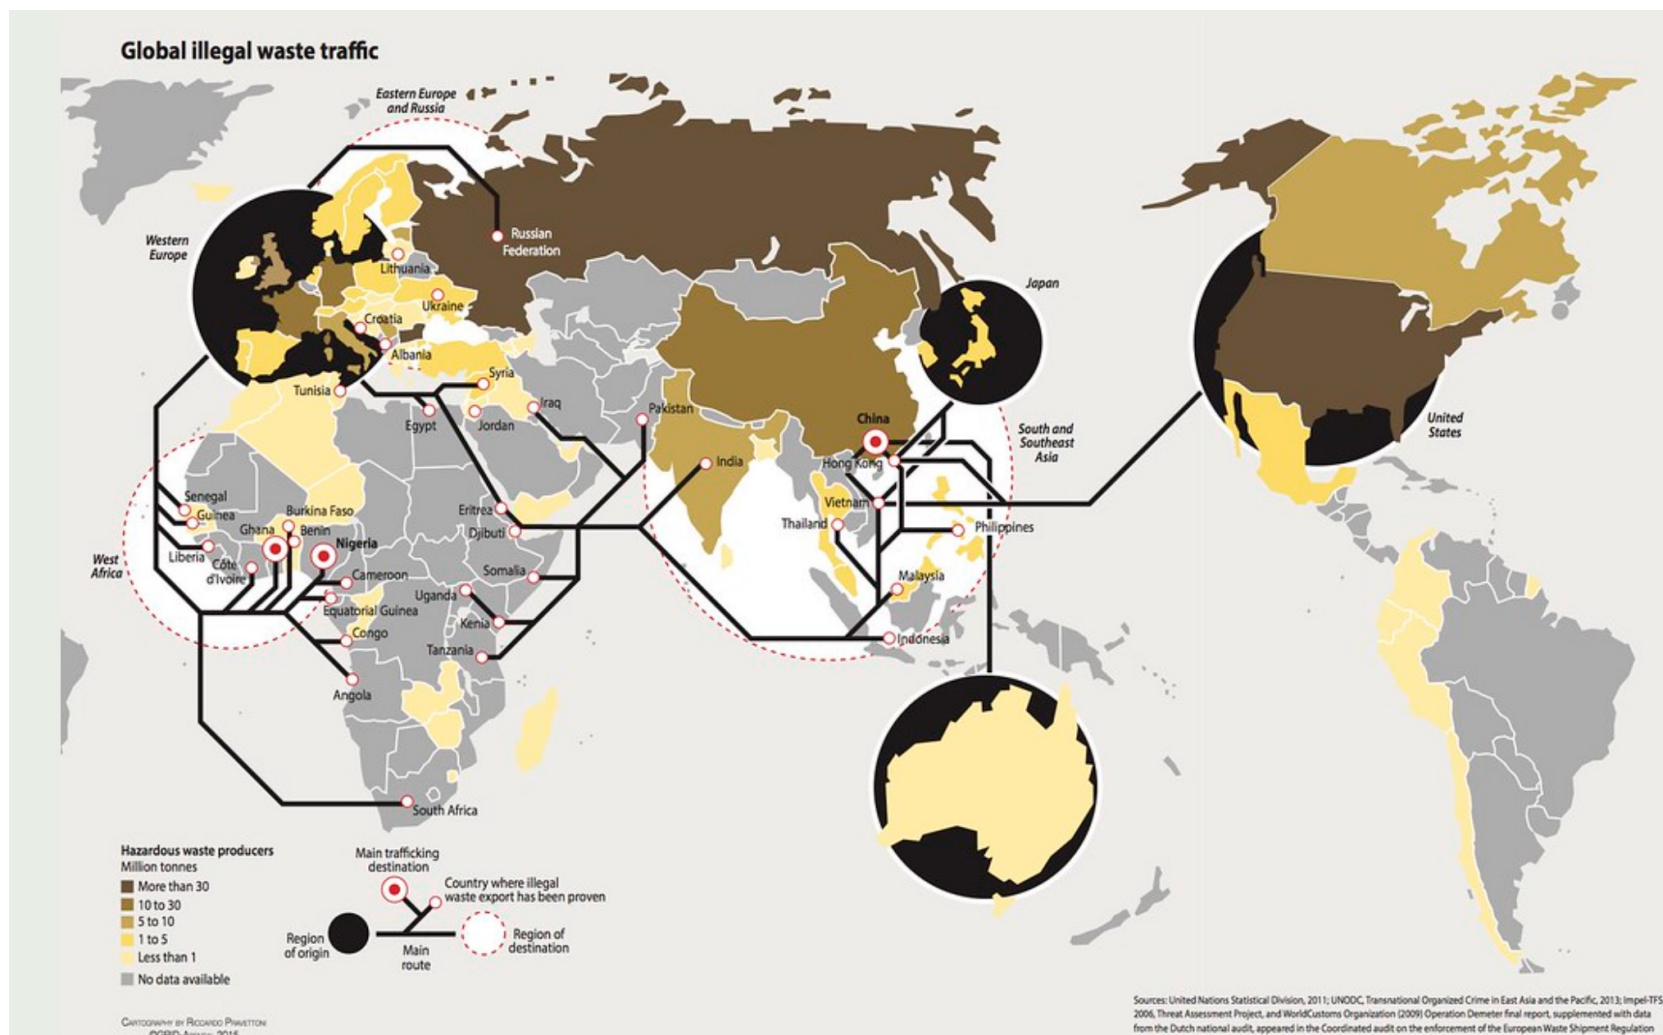 Global illegal waste traffic
Eastern Europe
and Russia
Western
Europe
Russian
Federation
Lithuania
Ukraine
Croatia
Albania
Japan
Tunisia
Syria
Egypt
Jordan
Iraq
Pakistan
China
South and
Southeast
Asia
United
States
India
Hong Kong
Senegal
Guinea
Burkina Faso
Ghana
Benin
Nigeria
Eritrea
Djibuti
Vietnam
Thailand
Philippines
West
Africa
Liberia
Côte
d'Ivoire
Cameroon
Somalia
Uganda
Malaysia
Equatorial Guinea
Kenia
Congo
Tanzania
Indonesia
Angola
South Africa
Hazardous waste producers
Million tonnes
More than 30
10 to 30
5 to 10
1 to 5
Less than 1
No data available
Main trafficking
destination
Country where illegal
waste export has been proven
Region
of origin
Main
route
Region of
destination
Cartography by Riccardo Pravettoni
Sources: United Nations Statistical Division, 2011; UNODC, Transnational Organized Crime in East Asia and the Pacific, 2013; Impel-TFS
2006, Threat Assessment Project, and WorldCustoms Organization (2009) Operation Demeter final report, supplemented with data
from the Dutch national audit, appeared in the Coordinated audit on the enforcement of the European Waste Shipment Regulation